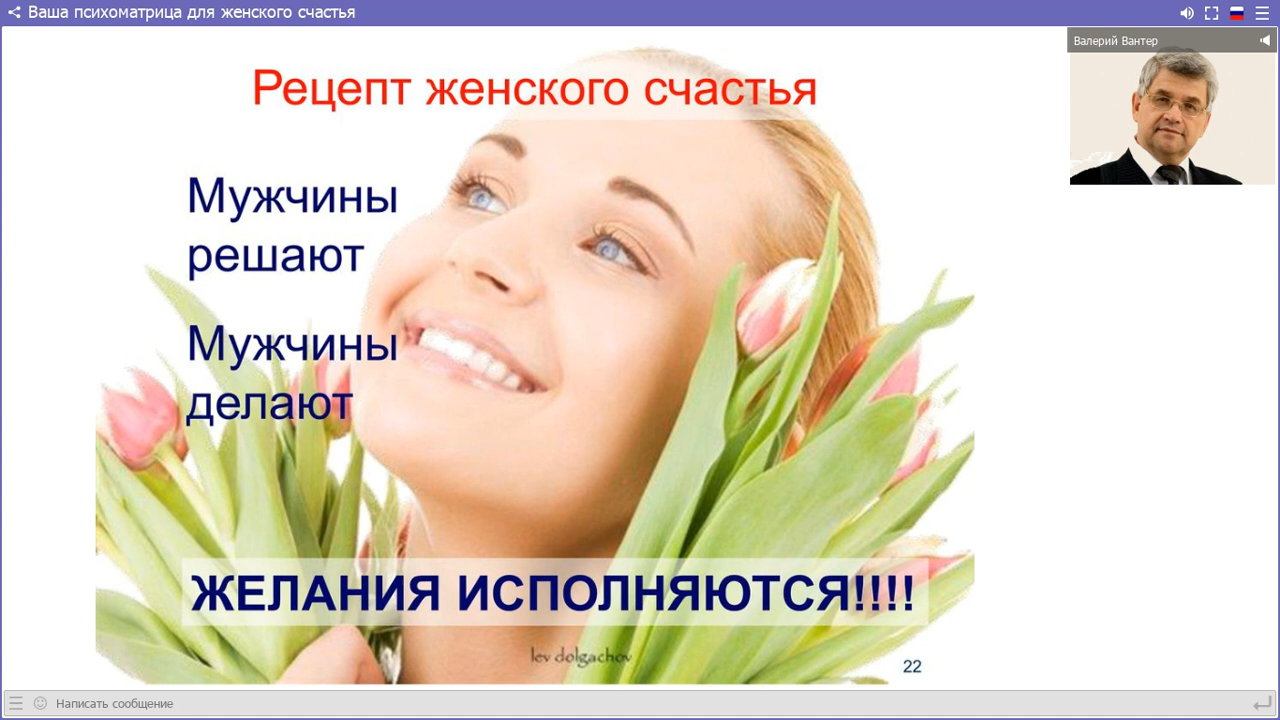 Ваша психоматрица для женского счастья
Валерий Вантер
Рецепт женского счастья
Мужчины
решают
Мужчины
делают
ЖЕЛАНИЯ ИСПОЛНЯЮТСЯ!!!!
lev dolgachov
22
Написать сообщение